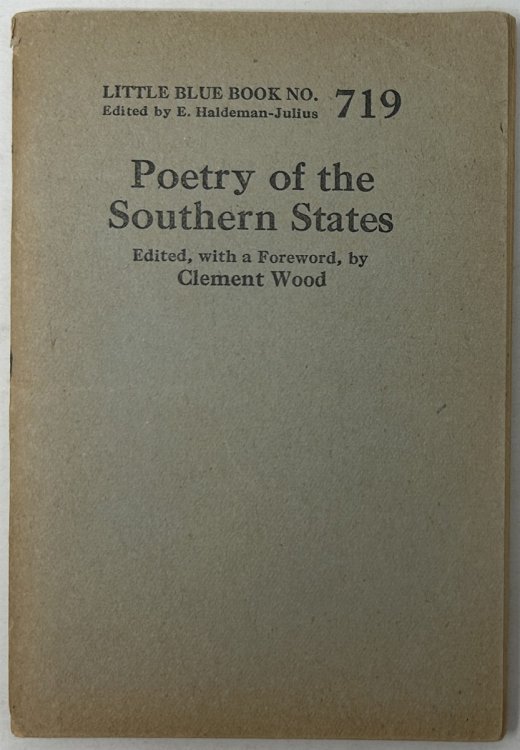 LITTLE BLUE BOOK NO. 719
Edited by E. Haldeman-Julius
Poetry of the
Southern States
Edited, with a Foreword, by
Clement Wood